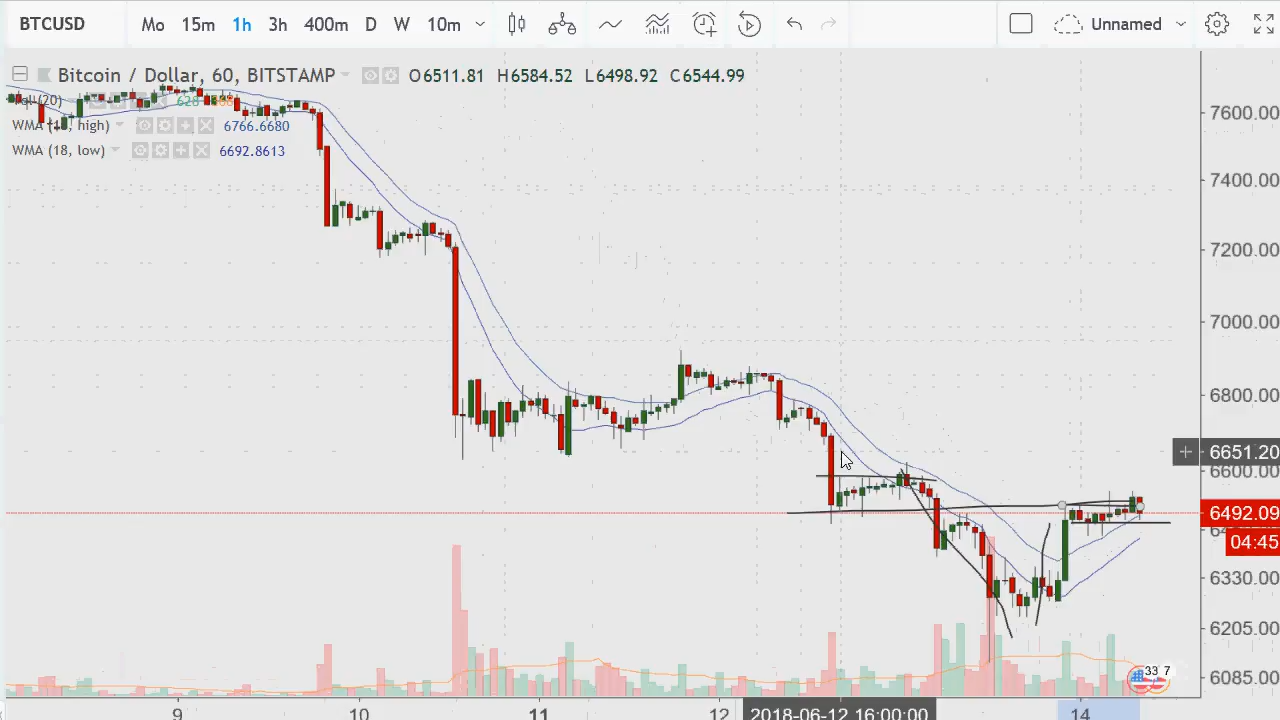 BTCUSD Mo 15m 1h 3h 400m D W 10m Unnamed
Bitcoin / Dollar, 60, BITSTAMP O6511.81 H6584.52 L6498.92 C6544.99
(20)
WMA high) 6766.6680
WMA (18, low) 6692.8613
7600.00
7400.00
7200.00
7000.00
6800.00
6651.20
6600.00
6492.09
04:45
6330.00
6205.00
6085.00
33 7
9 10 11 12 2018-06-12 16:00:00 14